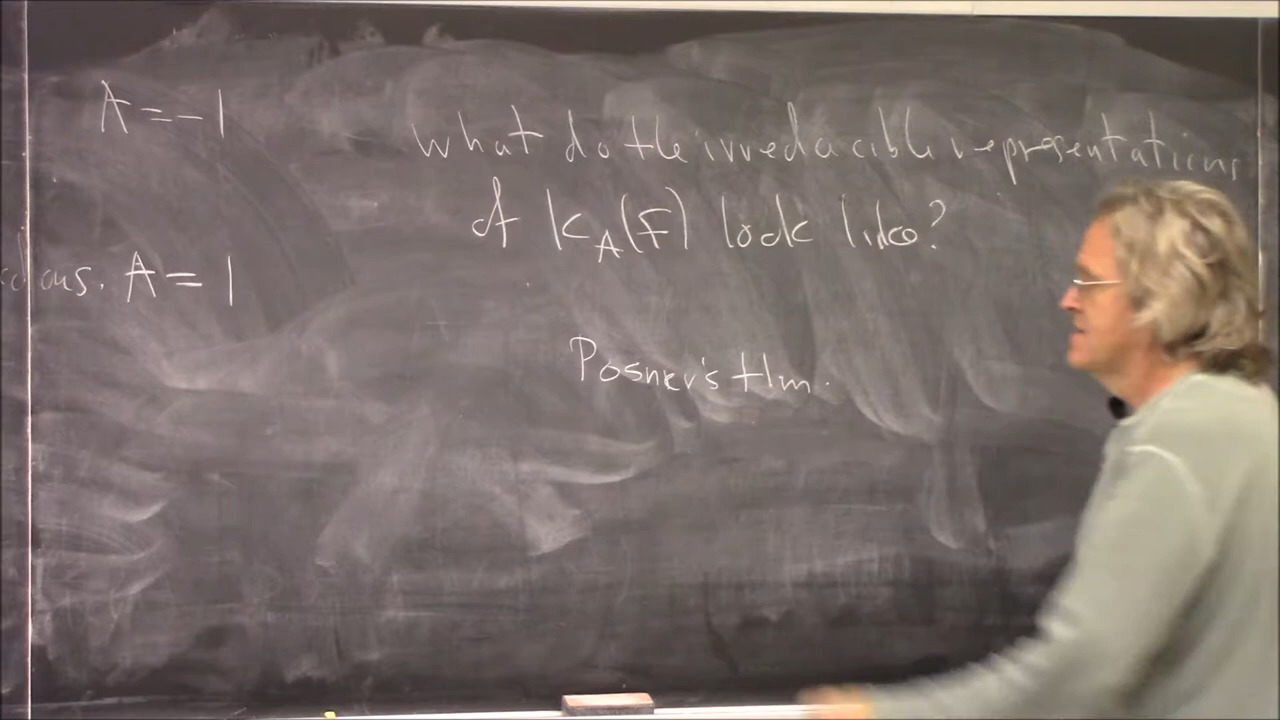 A = -1
What do the irreducible representations
of K_A(F) look like?
A = 1
Posner's thm.